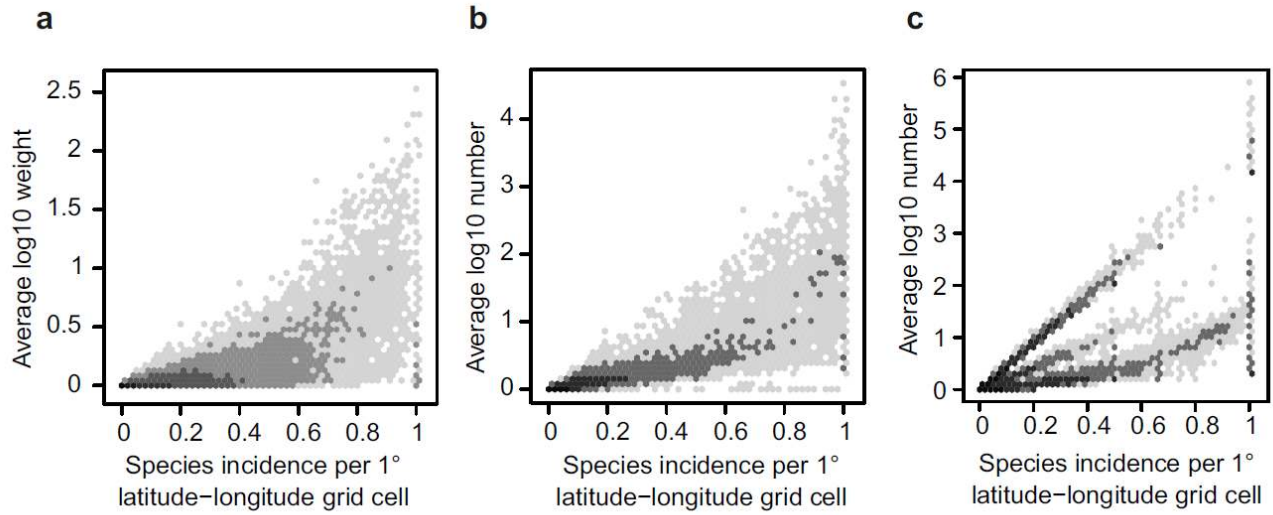 a
Average log10 weight
2.5
2
1.5
1
0.5
0
0 0.2 0.4 0.6 0.8 1
Species incidence per 1°
latitude−longitude grid cell
b
Average log10 number
4
3
2
1
0
0 0.2 0.4 0.6 0.8 1
Species incidence per 1°
latitude−longitude grid cell
c
Average log10 number
6
5
4
3
2
1
0
0 0.2 0.4 0.6 0.8 1
Species incidence per 1°
latitude−longitude grid cell